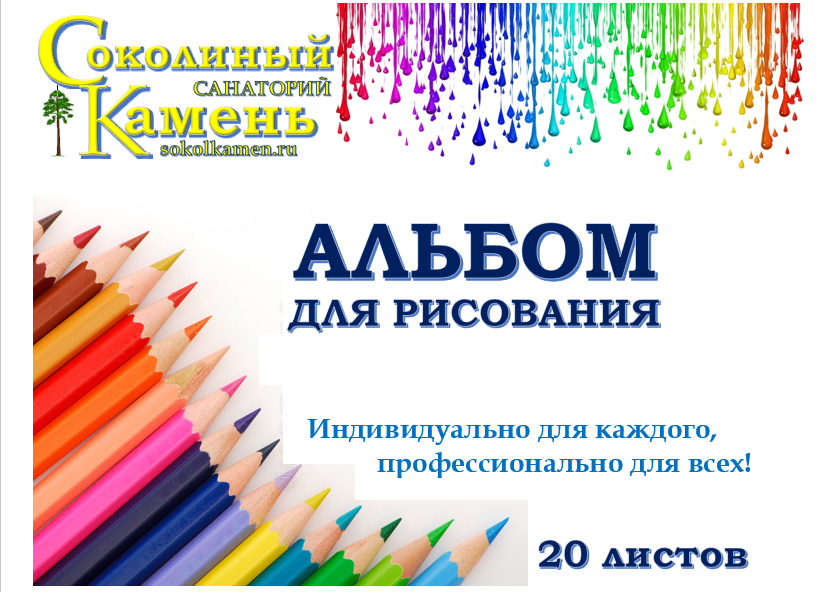 Соколиный
САНАТОРИЙ
Камень
sokolkamen.ru
АЛЬБОМ
ДЛЯ РИСОВАНИЯ
Индивидуально для каждого,
профессионально для всех!
20 листов